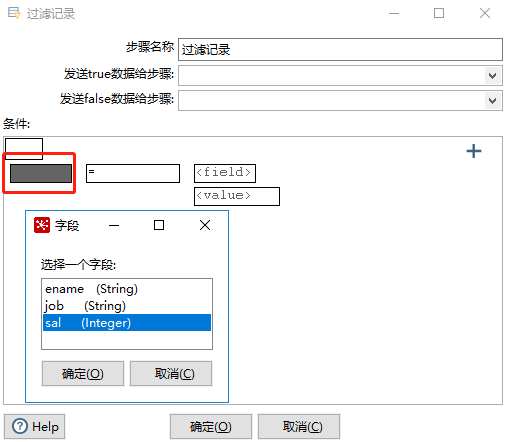 过滤记录
步骤名称 过滤记录
发送true数据给步骤:
发送false数据给步骤:
条件:
= <field>
<value>
字段
选择一个字段:
ename (String)
job (String)
sal (Integer)
确定(O) 取消(C)
Help 确定(O) 取消(C)